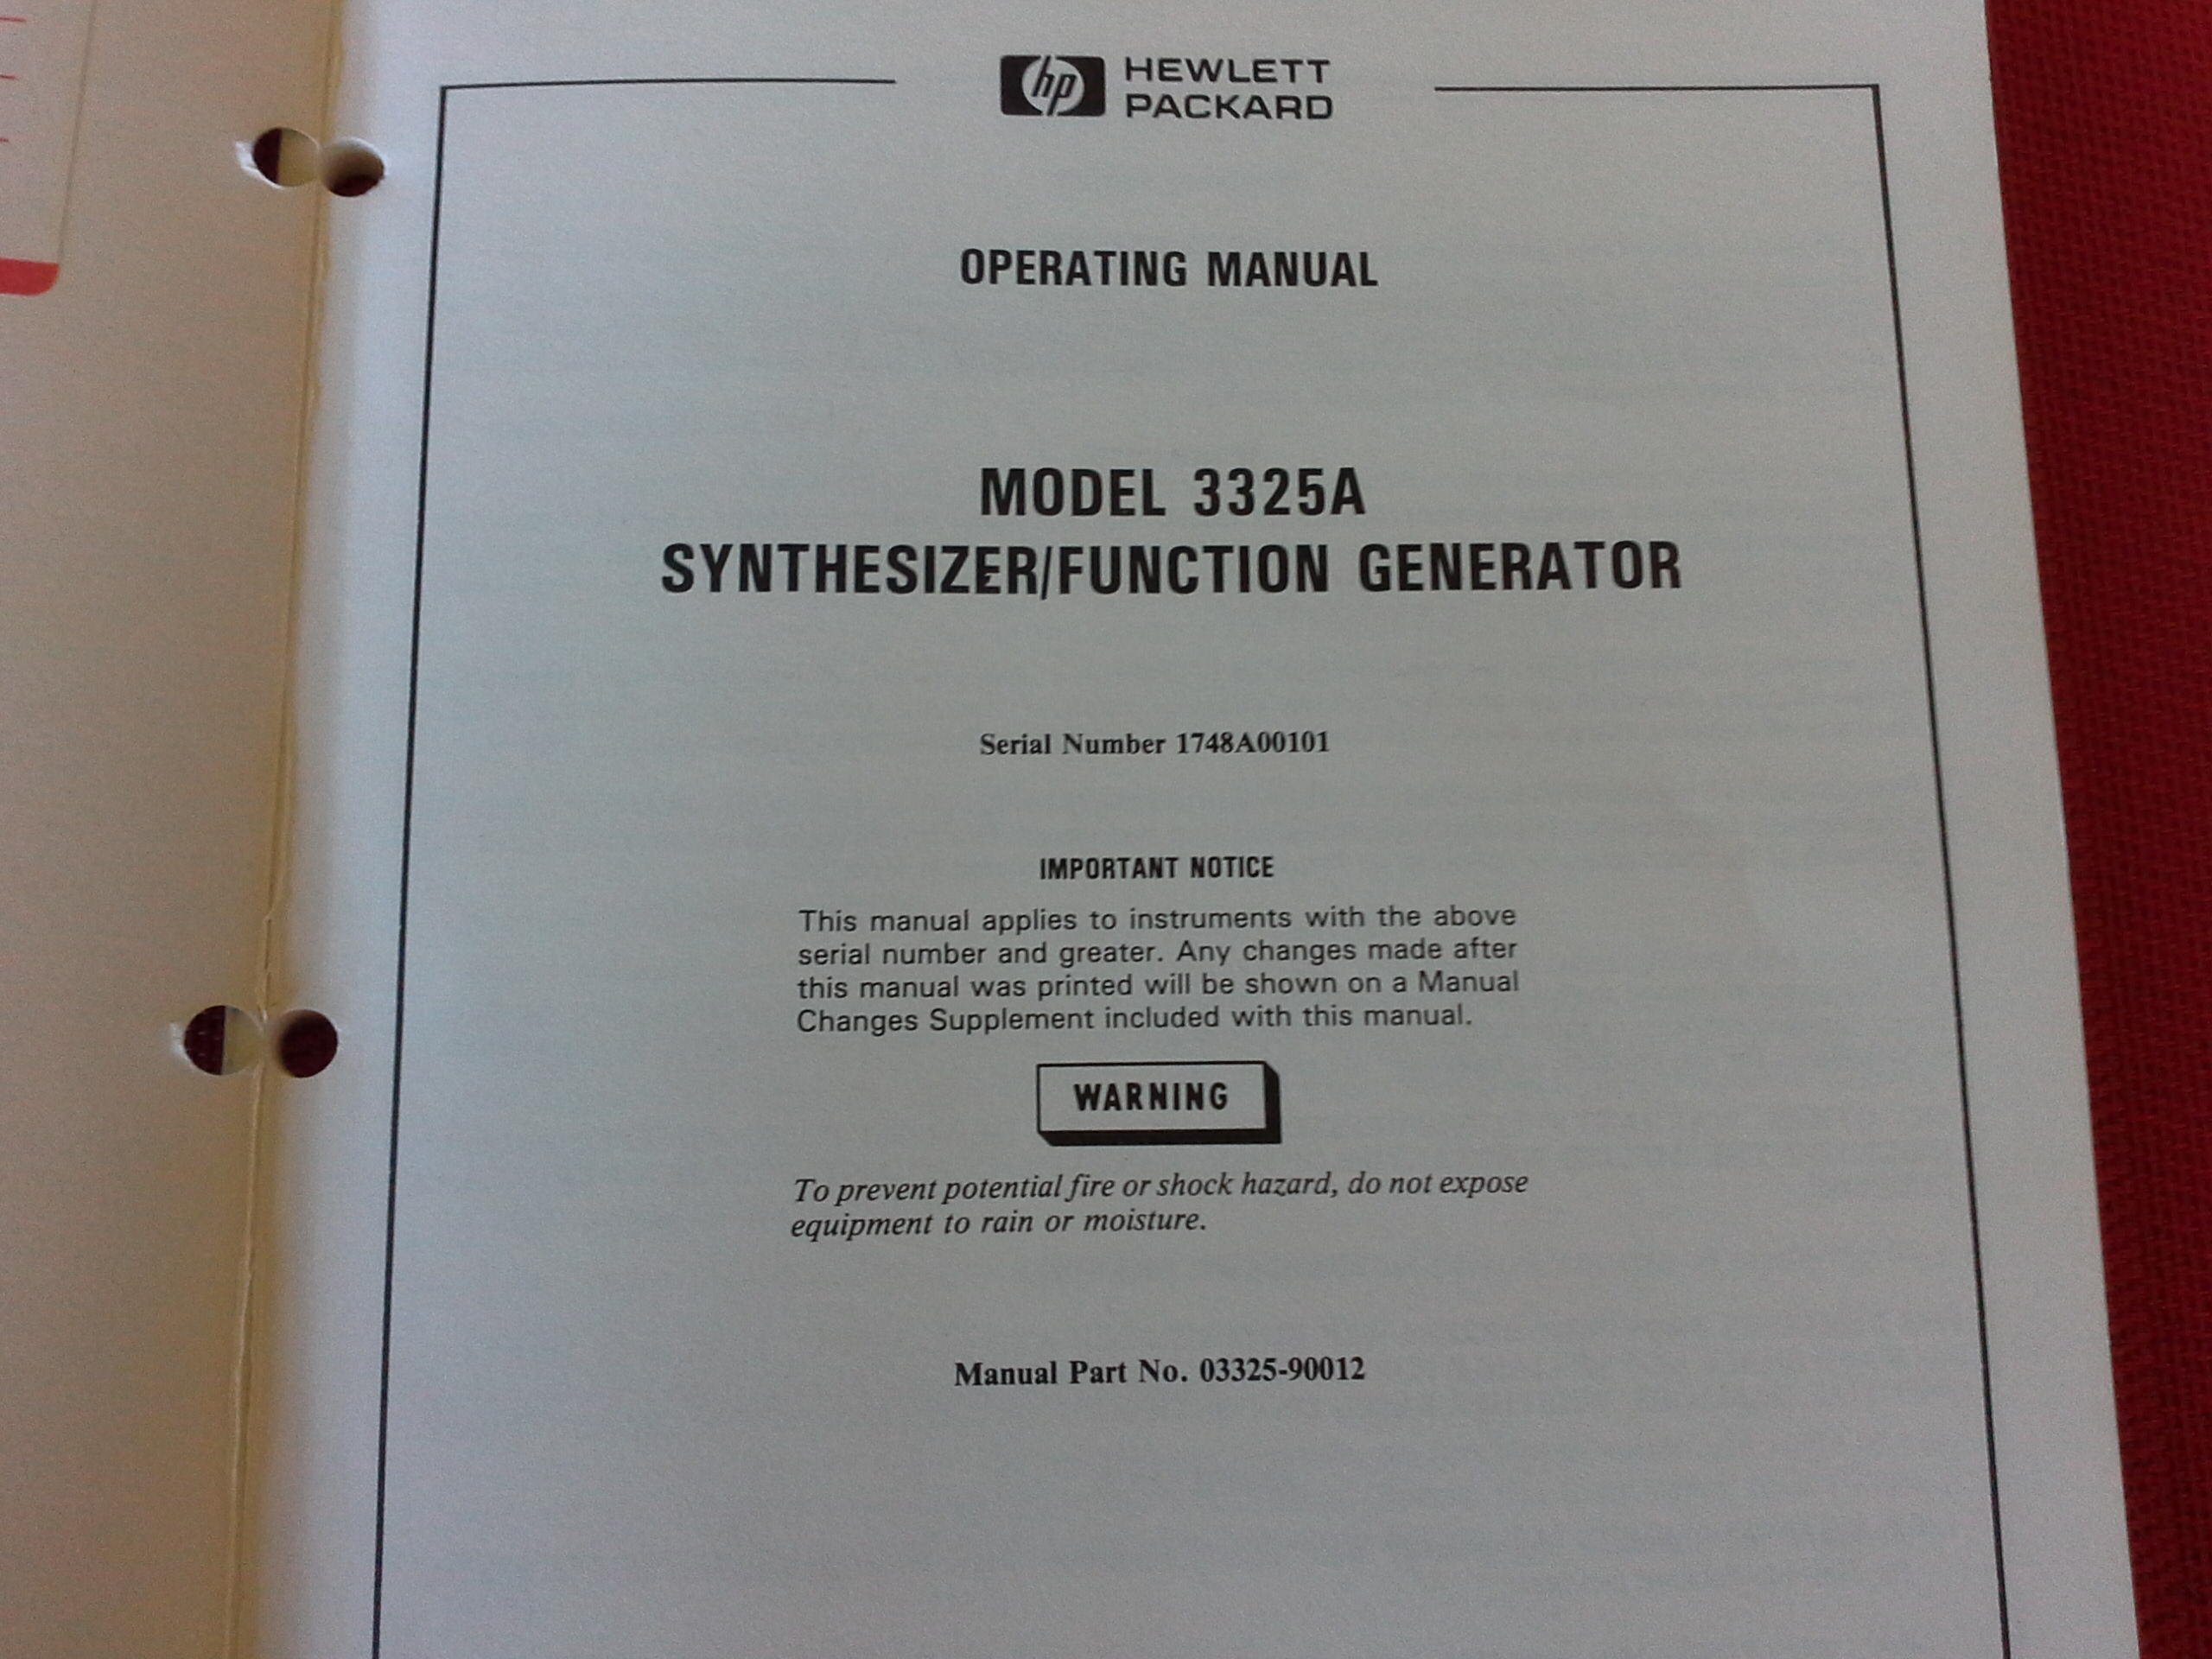 hp HEWLETT
PACKARD
OPERATING MANUAL
MODEL 3325A
SYNTHESIZER/FUNCTION GENERATOR
Serial Number 1748A00101
IMPORTANT NOTICE
This manual applies to instruments with the above
serial number and greater. Any changes made after
this manual was printed will be shown on a Manual
Changes Supplement included with this manual.
WARNING
To prevent potential fire or shock hazard, do not expose
equipment to rain or moisture.
Manual Part No. 03325-90012